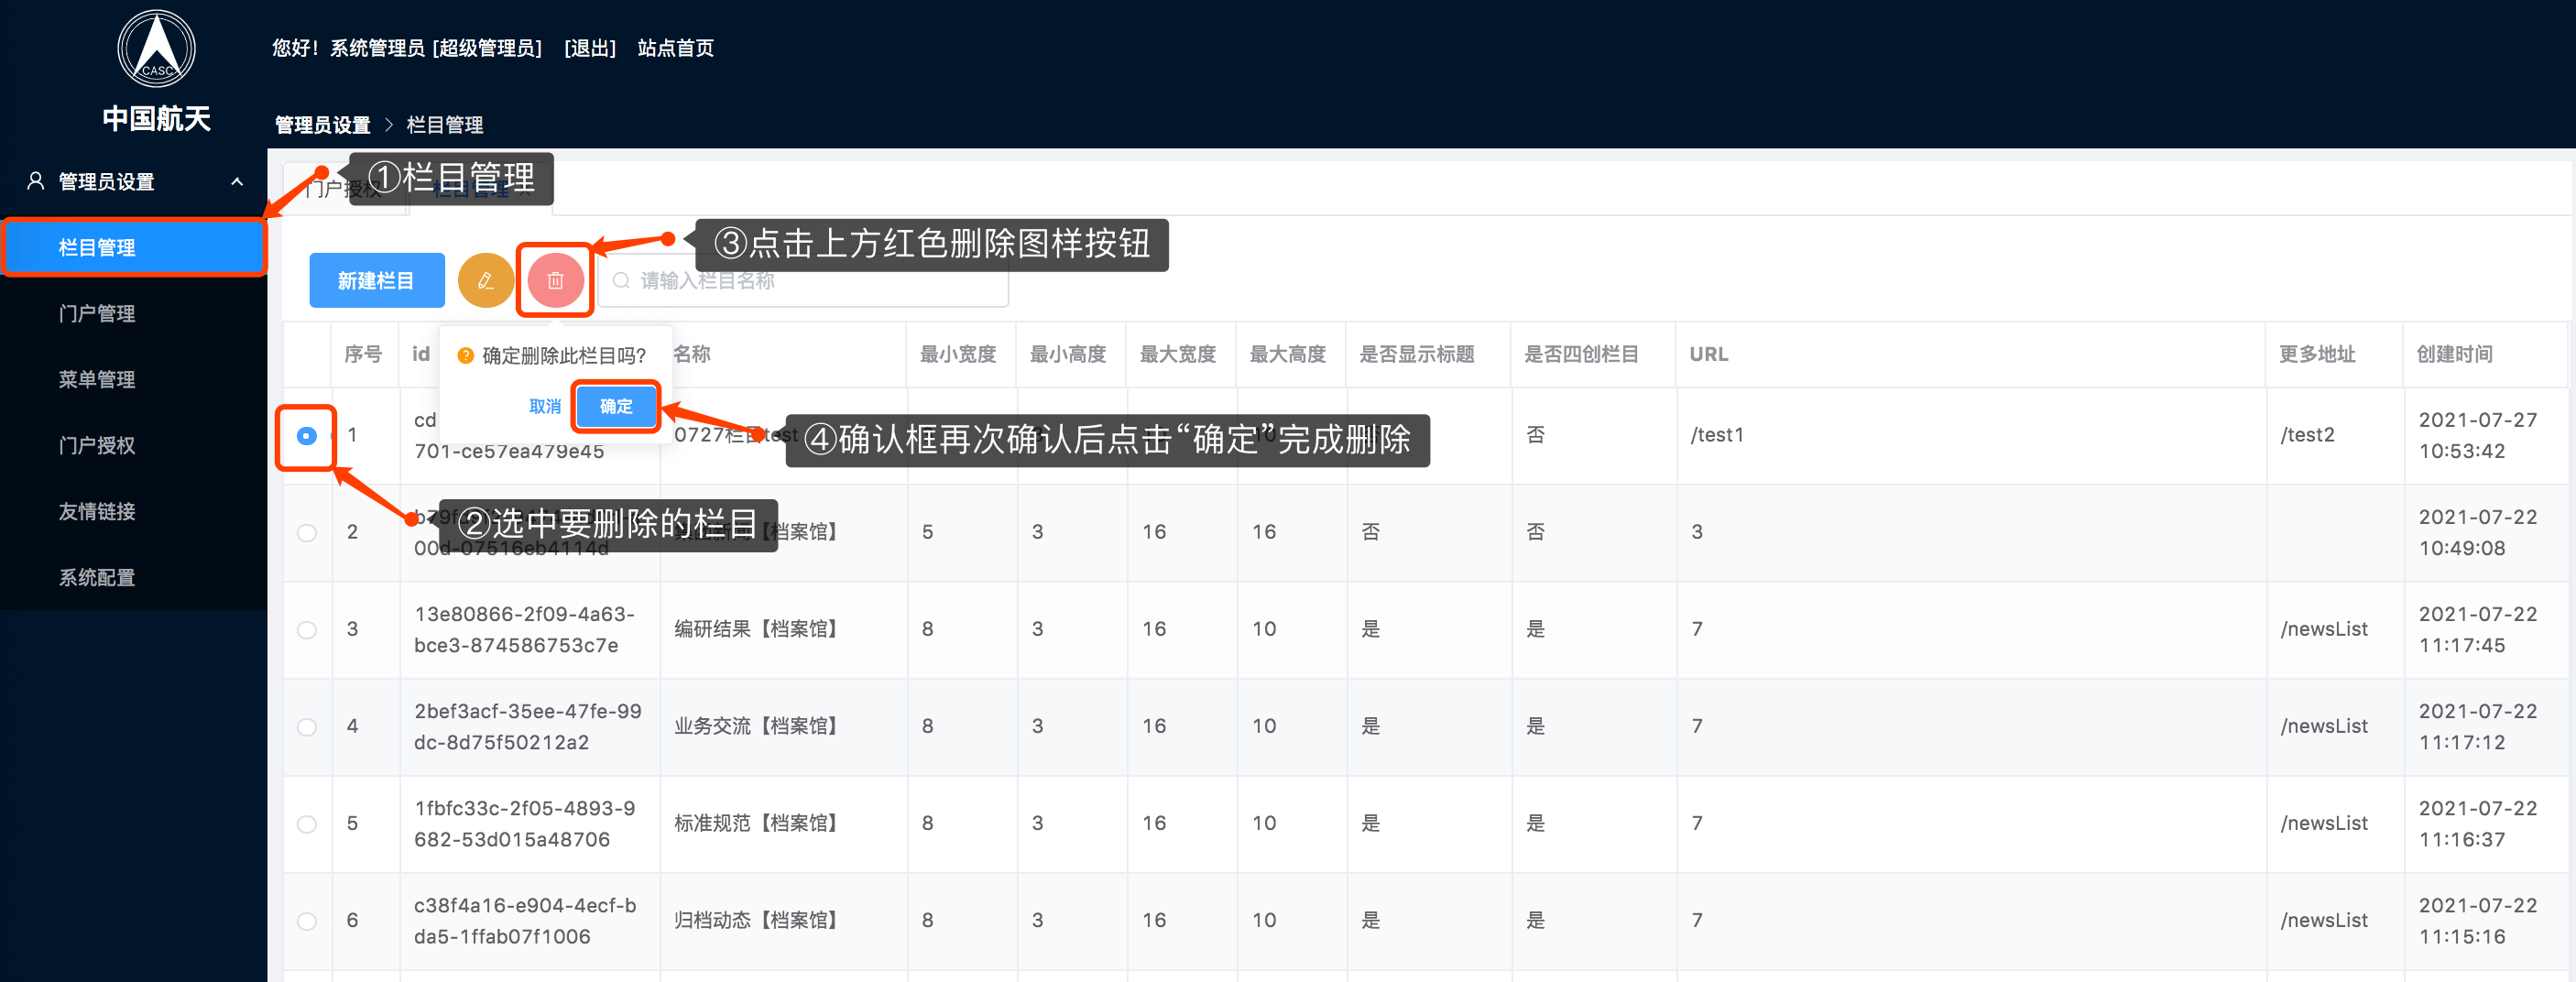 CASC
中国航天
您好！系统管理员 [超级管理员] [退出] 站点首页
管理员设置 > 栏目管理
管理员设置
栏目管理
门户管理
菜单管理
门户授权
友情链接
系统配置
门户授权 栏目管理
①栏目管理
③点击上方红色删除图样按钮
新建栏目 请输入栏目名称
序号 id 名称 最小宽度 最小高度 最大宽度 最大高度 是否显示标题 是否四创栏目 URL 更多地址 创建时间
确定删除此栏目吗?
取消 确定
④确认框再次确认后点击“确定”完成删除
②选中要删除的栏目
1 cd 0727栏目test 否 /test1 /test2 2021-07-27
701-ce57ea479e45 10:53:42
2 【档案馆】 5 3 16 16 否 否 3 2021-07-22
00d-07516eb4114d 10:49:08
3 13e80866-2f09-4a63- 编研结果【档案馆】 8 3 16 10 是 是 7 /newsList 2021-07-22
bce3-874586753c7e 11:17:45
4 2bef3acf-35ee-47fe-99 业务交流【档案馆】 8 3 16 10 是 是 7 /newsList 2021-07-22
dc-8d75f50212a2 11:17:12
5 1fbfc33c-2f05-4893-9 标准规范【档案馆】 8 3 16 10 是 是 7 /newsList 2021-07-22
682-53d015a48706 11:16:37
6 c38f4a16-e904-4ecf-b 归档动态【档案馆】 8 3 16 10 是 是 7 /newsList 2021-07-22
da5-1ffab07f1006 11:15:16